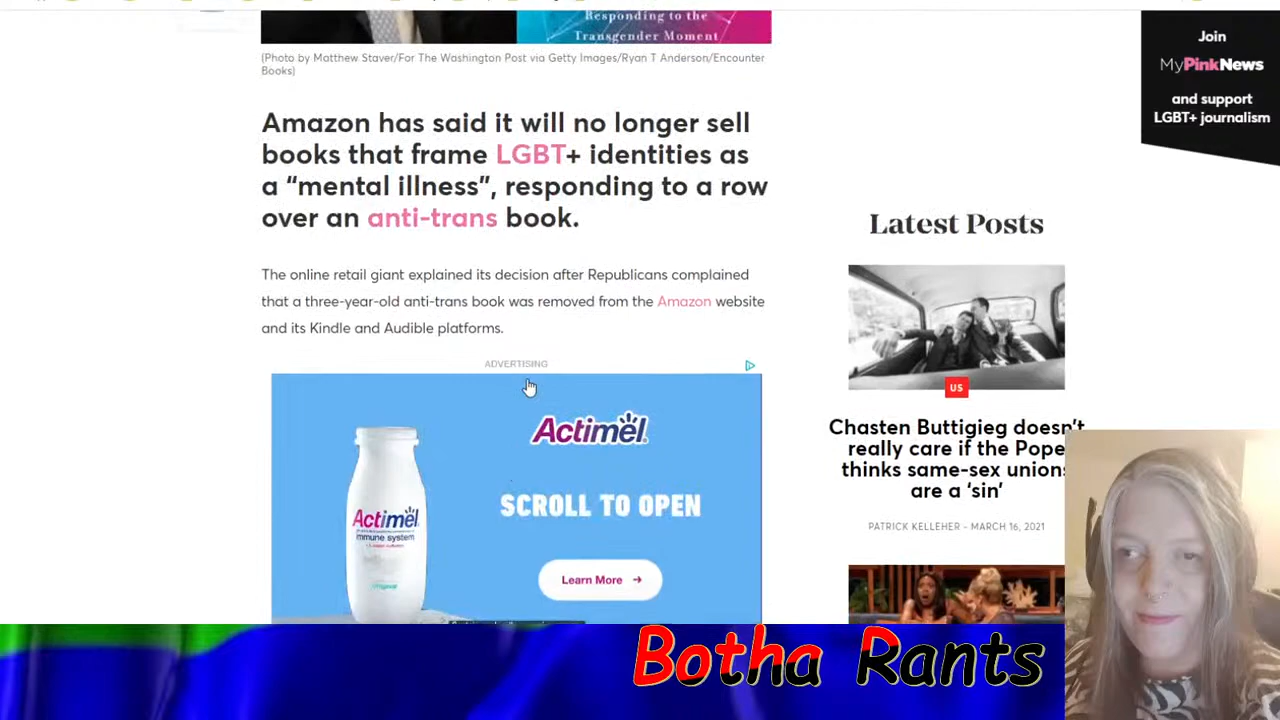 Responding to the
Transgender Moment
(Photo by Matthew Staver/For The Washington Post via Getty Images/Ryan T Anderson/Encounter
Books)
Amazon has said it will no longer sell
books that frame LGBT+ identities as
a “mental illness”, responding to a row
over an anti-trans book.
The online retail giant explained its decision after Republicans complained
that a three-year-old anti-trans book was removed from the Amazon website
and its Kindle and Audible platforms.
ADVERTISING
Actimel
SCROLL TO OPEN
Learn More →
Actimel
immune system
Join
MyPinkNews
and support
LGBT+ journalism
Latest Posts
US
Chasten Buttigieg doesn't
really care if the Pope
thinks same-sex unions
are a ‘sin’
PATRICK KELLEHER - MARCH 16, 2021
Botha Rants